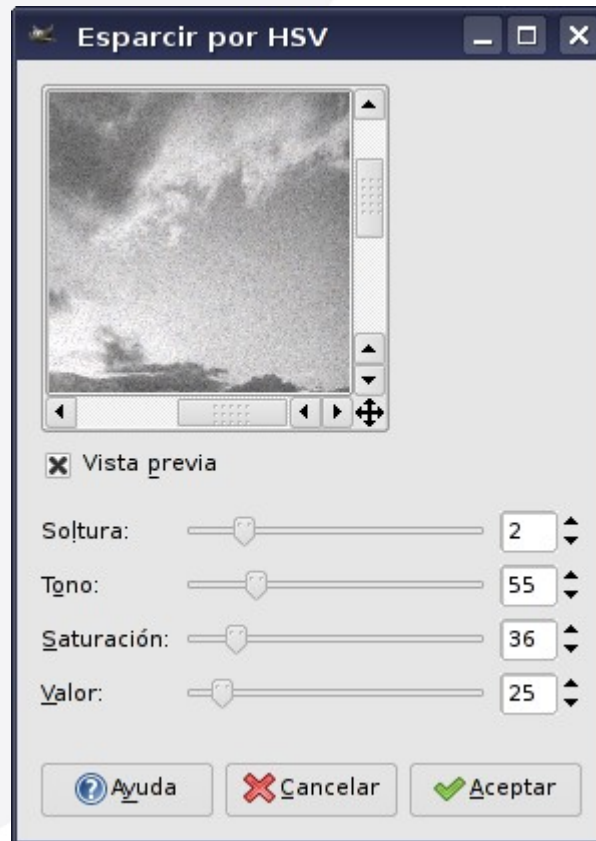 Esparcir por HSV
Vista previa
Soltura: 2
Tono: 55
Saturación: 36
Valor: 25
Ayuda Cancelar Aceptar